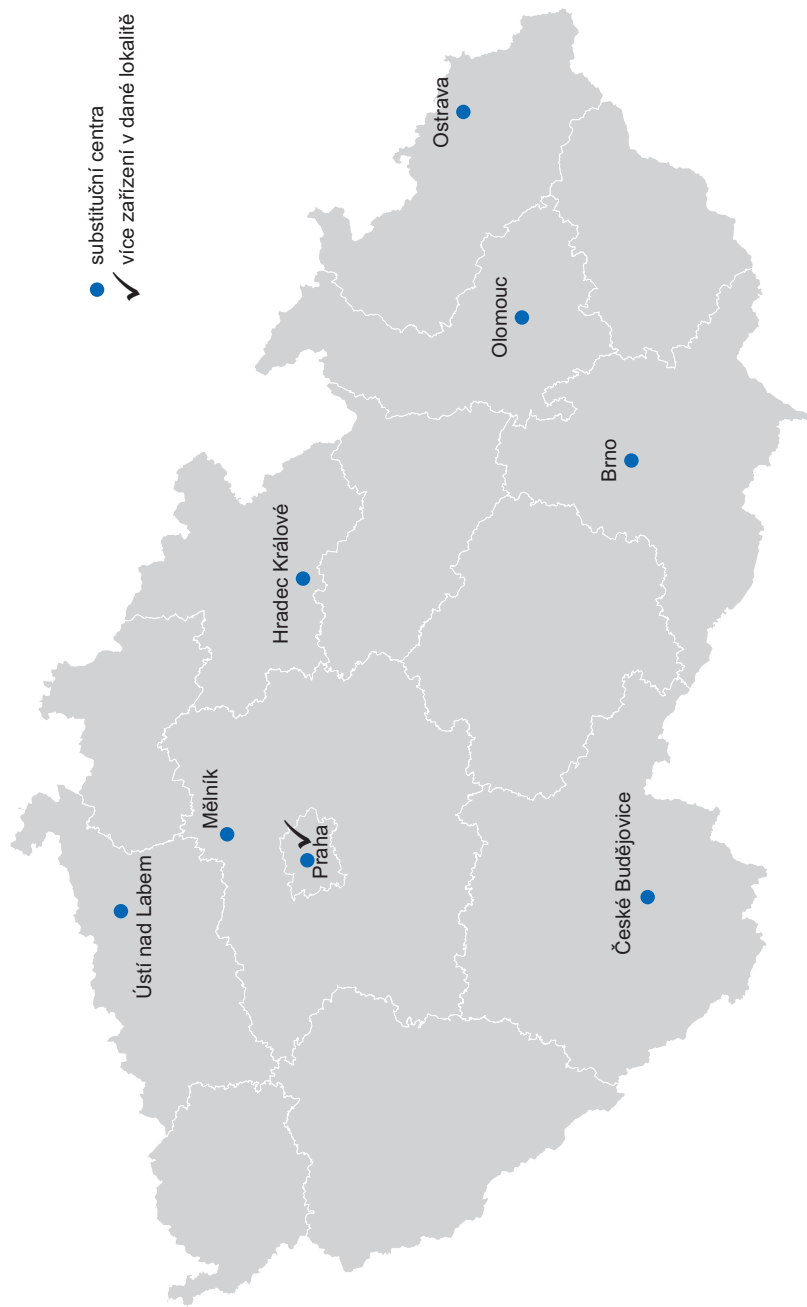 substituční centra
více zařízení v dané lokalitě
Ústí nad Labem
Mělník
Praha
Hradec Králové
Ostrava
Olomouc
Brno
České Budějovice